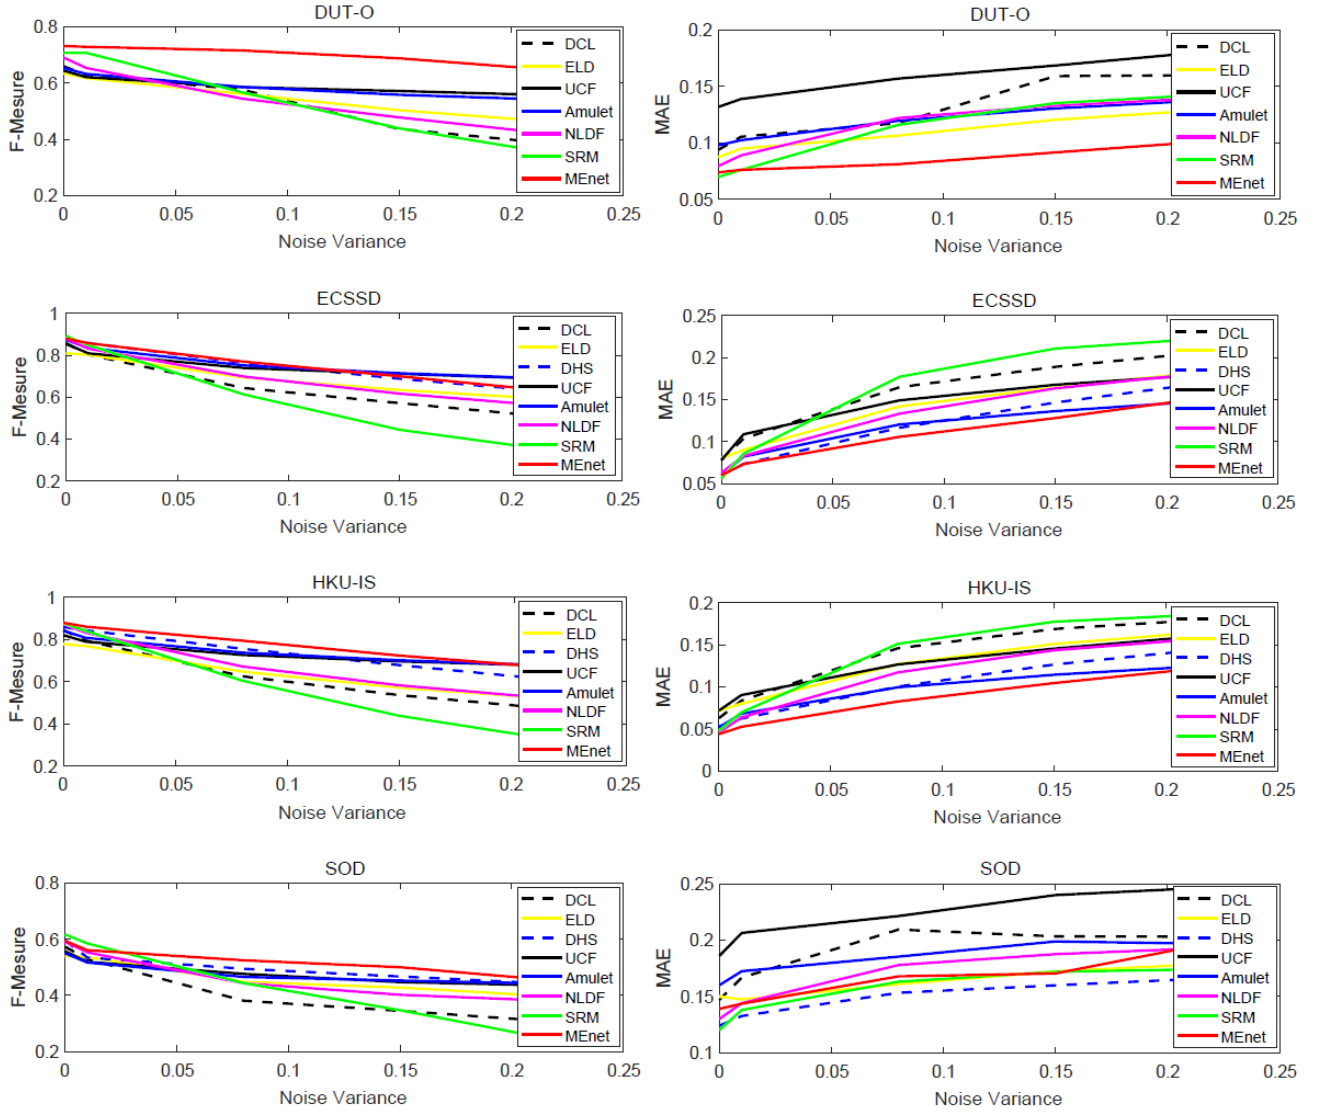 DUT-O
F-Mesure
0.8
0.6
0.4
0.2
0 0.05 0.1 0.15 0.2 0.25
Noise Variance
DCL
ELD
UCF
Amulet
NLDF
SRM
MEnet
DUT-O
MAE
0.2
0.15
0.1
0.05
0 0.05 0.1 0.15 0.2 0.25
Noise Variance
DCL
ELD
UCF
Amulet
NLDF
SRM
MEnet
ECSSD
F-Mesure
1
0.8
0.6
0.4
0.2
0 0.05 0.1 0.15 0.2 0.25
Noise Variance
DCL
ELD
DHS
UCF
Amulet
NLDF
SRM
MEnet
ECSSD
MAE
0.25
0.2
0.15
0.1
0.05
0 0.05 0.1 0.15 0.2 0.25
Noise Variance
DCL
ELD
DHS
UCF
Amulet
NLDF
SRM
MEnet
HKU-IS
F-Mesure
1
0.8
0.6
0.4
0.2
0 0.05 0.1 0.15 0.2 0.25
Noise Variance
DCL
ELD
DHS
UCF
Amulet
NLDF
SRM
MEnet
HKU-IS
MAE
0.2
0.15
0.1
0.05
0
0 0.05 0.1 0.15 0.2 0.25
Noise Variance
DCL
ELD
DHS
UCF
Amulet
NLDF
SRM
MEnet
SOD
F-Mesure
0.8
0.6
0.4
0.2
0 0.05 0.1 0.15 0.2 0.25
Noise Variance
DCL
ELD
DHS
UCF
Amulet
NLDF
SRM
MEnet
SOD
MAE
0.25
0.2
0.15
0.1
0 0.05 0.1 0.15 0.2 0.25
Noise Variance
DCL
ELD
DHS
UCF
Amulet
NLDF
SRM
MEnet